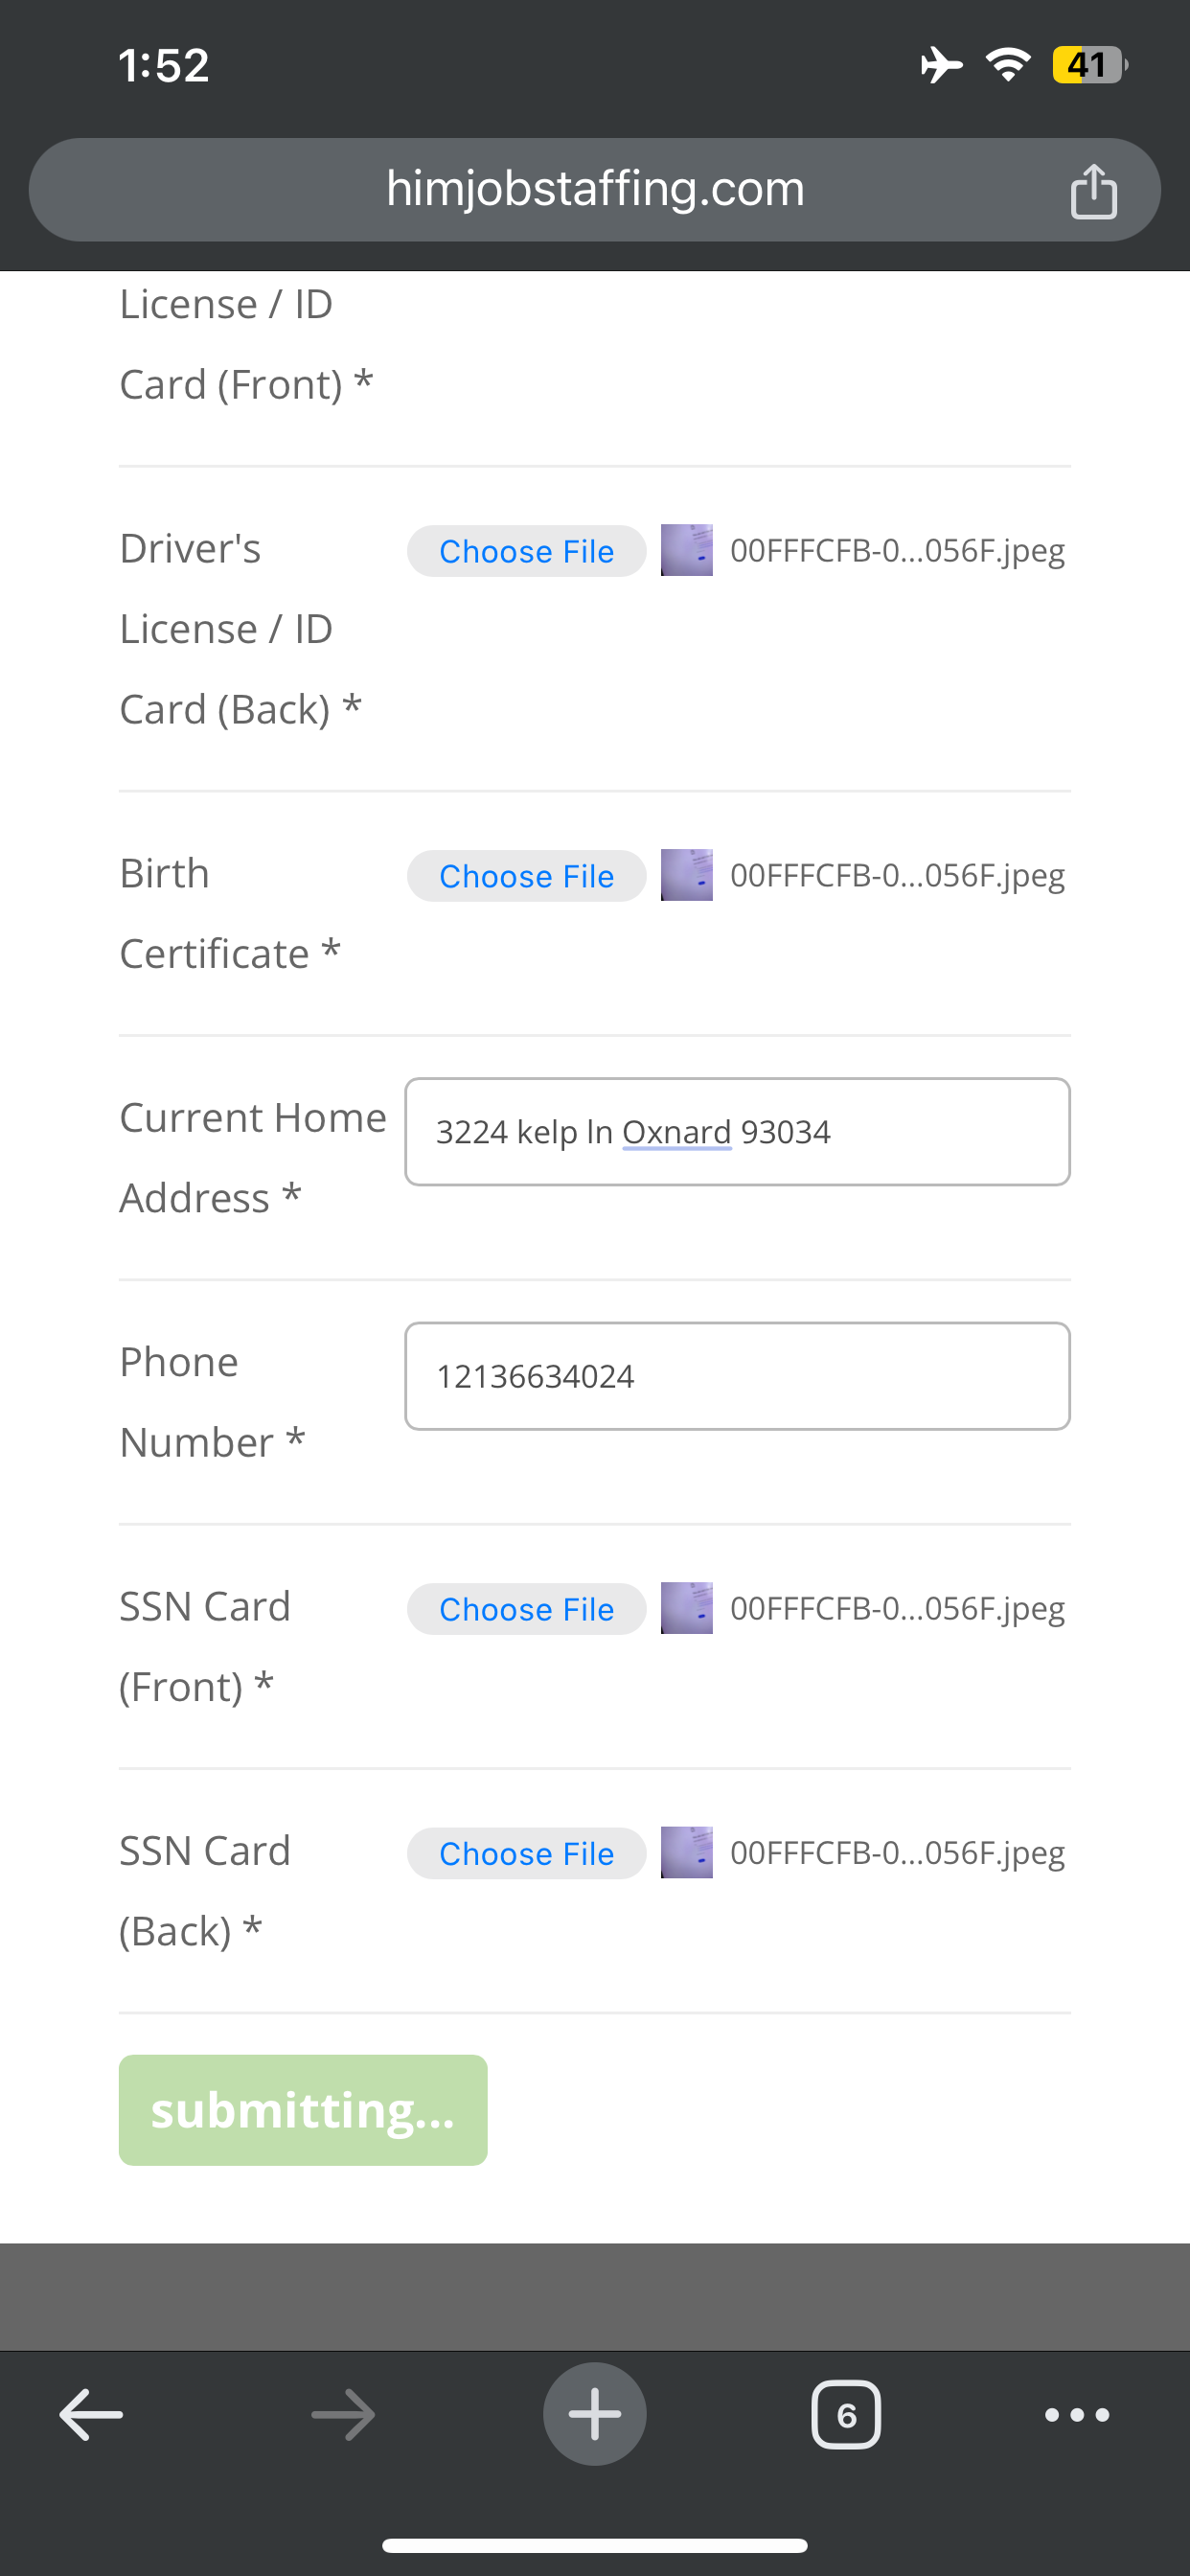 1:52
41
himjobstaffing.com
License / ID
Card (Front) *
Driver's
Choose File
00FFFCFB-0...056F.jpeg
License / ID
Card (Back) *
Birth
Choose File
00FFFCFB-0...056F.jpeg
Certificate *
Current Home
3224 kelp ln Oxnard 93034
Address *
Phone
12136634024
Number *
SSN Card
Choose File
00FFFCFB-0...056F.jpeg
(Front) *
SSN Card
Choose File
00FFFCFB-0...056F.jpeg
(Back) *
submitting...
6